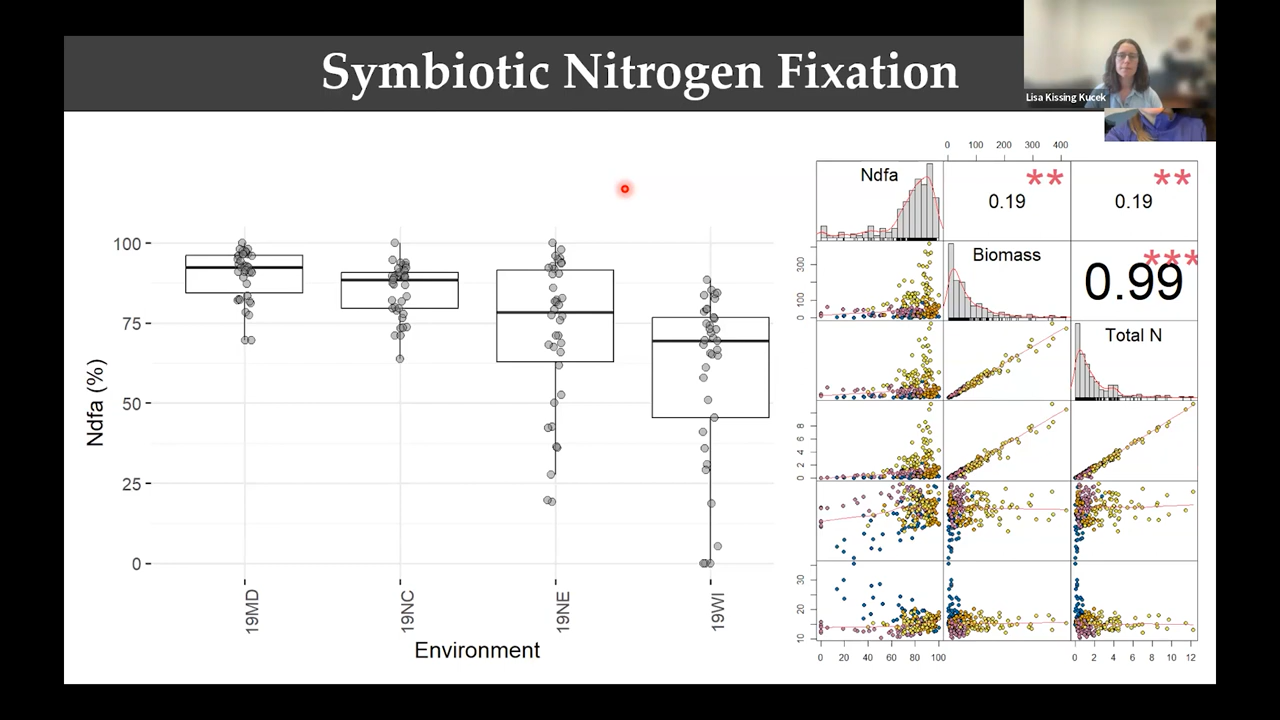 Symbiotic Nitrogen Fixation
Lisa Kissing Kucek
Ndfa (%)
100
75
50
25
0
19MD
19NC
19NE
19WI
Environment
0 100 200 300 400
Ndfa
**
0.19
**
0.19
Biomass
***
0.99
Total N
0 100 300
0 2 4 6 8
10 20 30
0 20 40 60 80 100
0 2 4 6 8 10 12